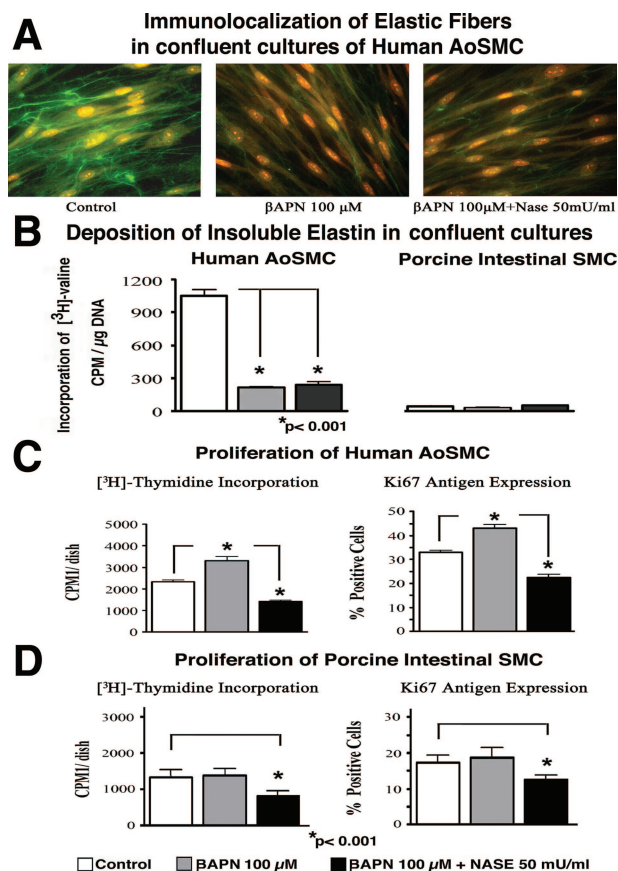 A
Immunolocalization of Elastic Fibers
in confluent cultures of Human AoSMC
Control
βAPN 100 μM
βAPN 100μM+Nase 50mU/ml
B
Deposition of Insoluble Elastin in confluent cultures
Human AoSMC
Porcine Intestinal SMC
Incorporation of [³H]-valine
CPM / μg DNA
1200
900
600
300
0
* *
*p< 0.001
C
Proliferation of Human AoSMC
[³H]-Thymidine Incorporation
Ki67 Antigen Expression
CPM1/ dish
5000
4000
3000
2000
1000
0
* *
% Positive Cells
45
40
30
20
10
0
* *
D
Proliferation of Porcine Intestinal SMC
[³H]-Thymidine Incorporation
Ki67 Antigen Expression
CPM1/ dish
3000
2000
1000
0
*
% Positive Cells
30
20
10
0
*
*p< 0.001
Control
βAPN 100 μM
βAPN 100 μM + NASE 50 mU/ml